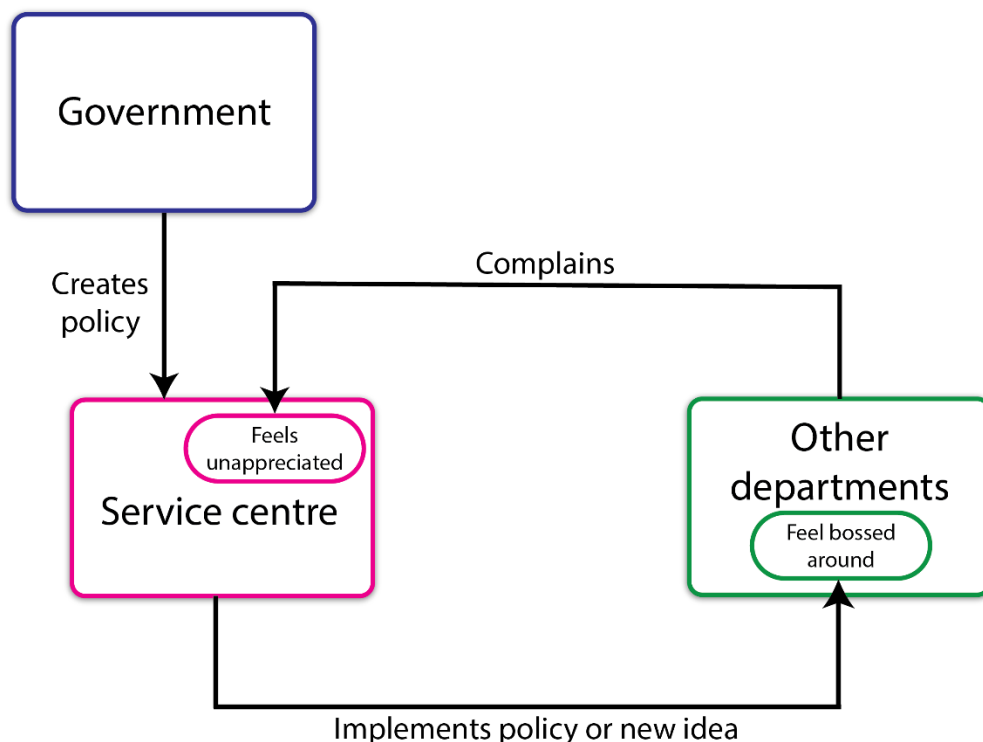 Government
Creates
policy
Complains
Feels
unappreciated
Service centre
Other
departments
Feel bossed
around
Implements policy or new idea